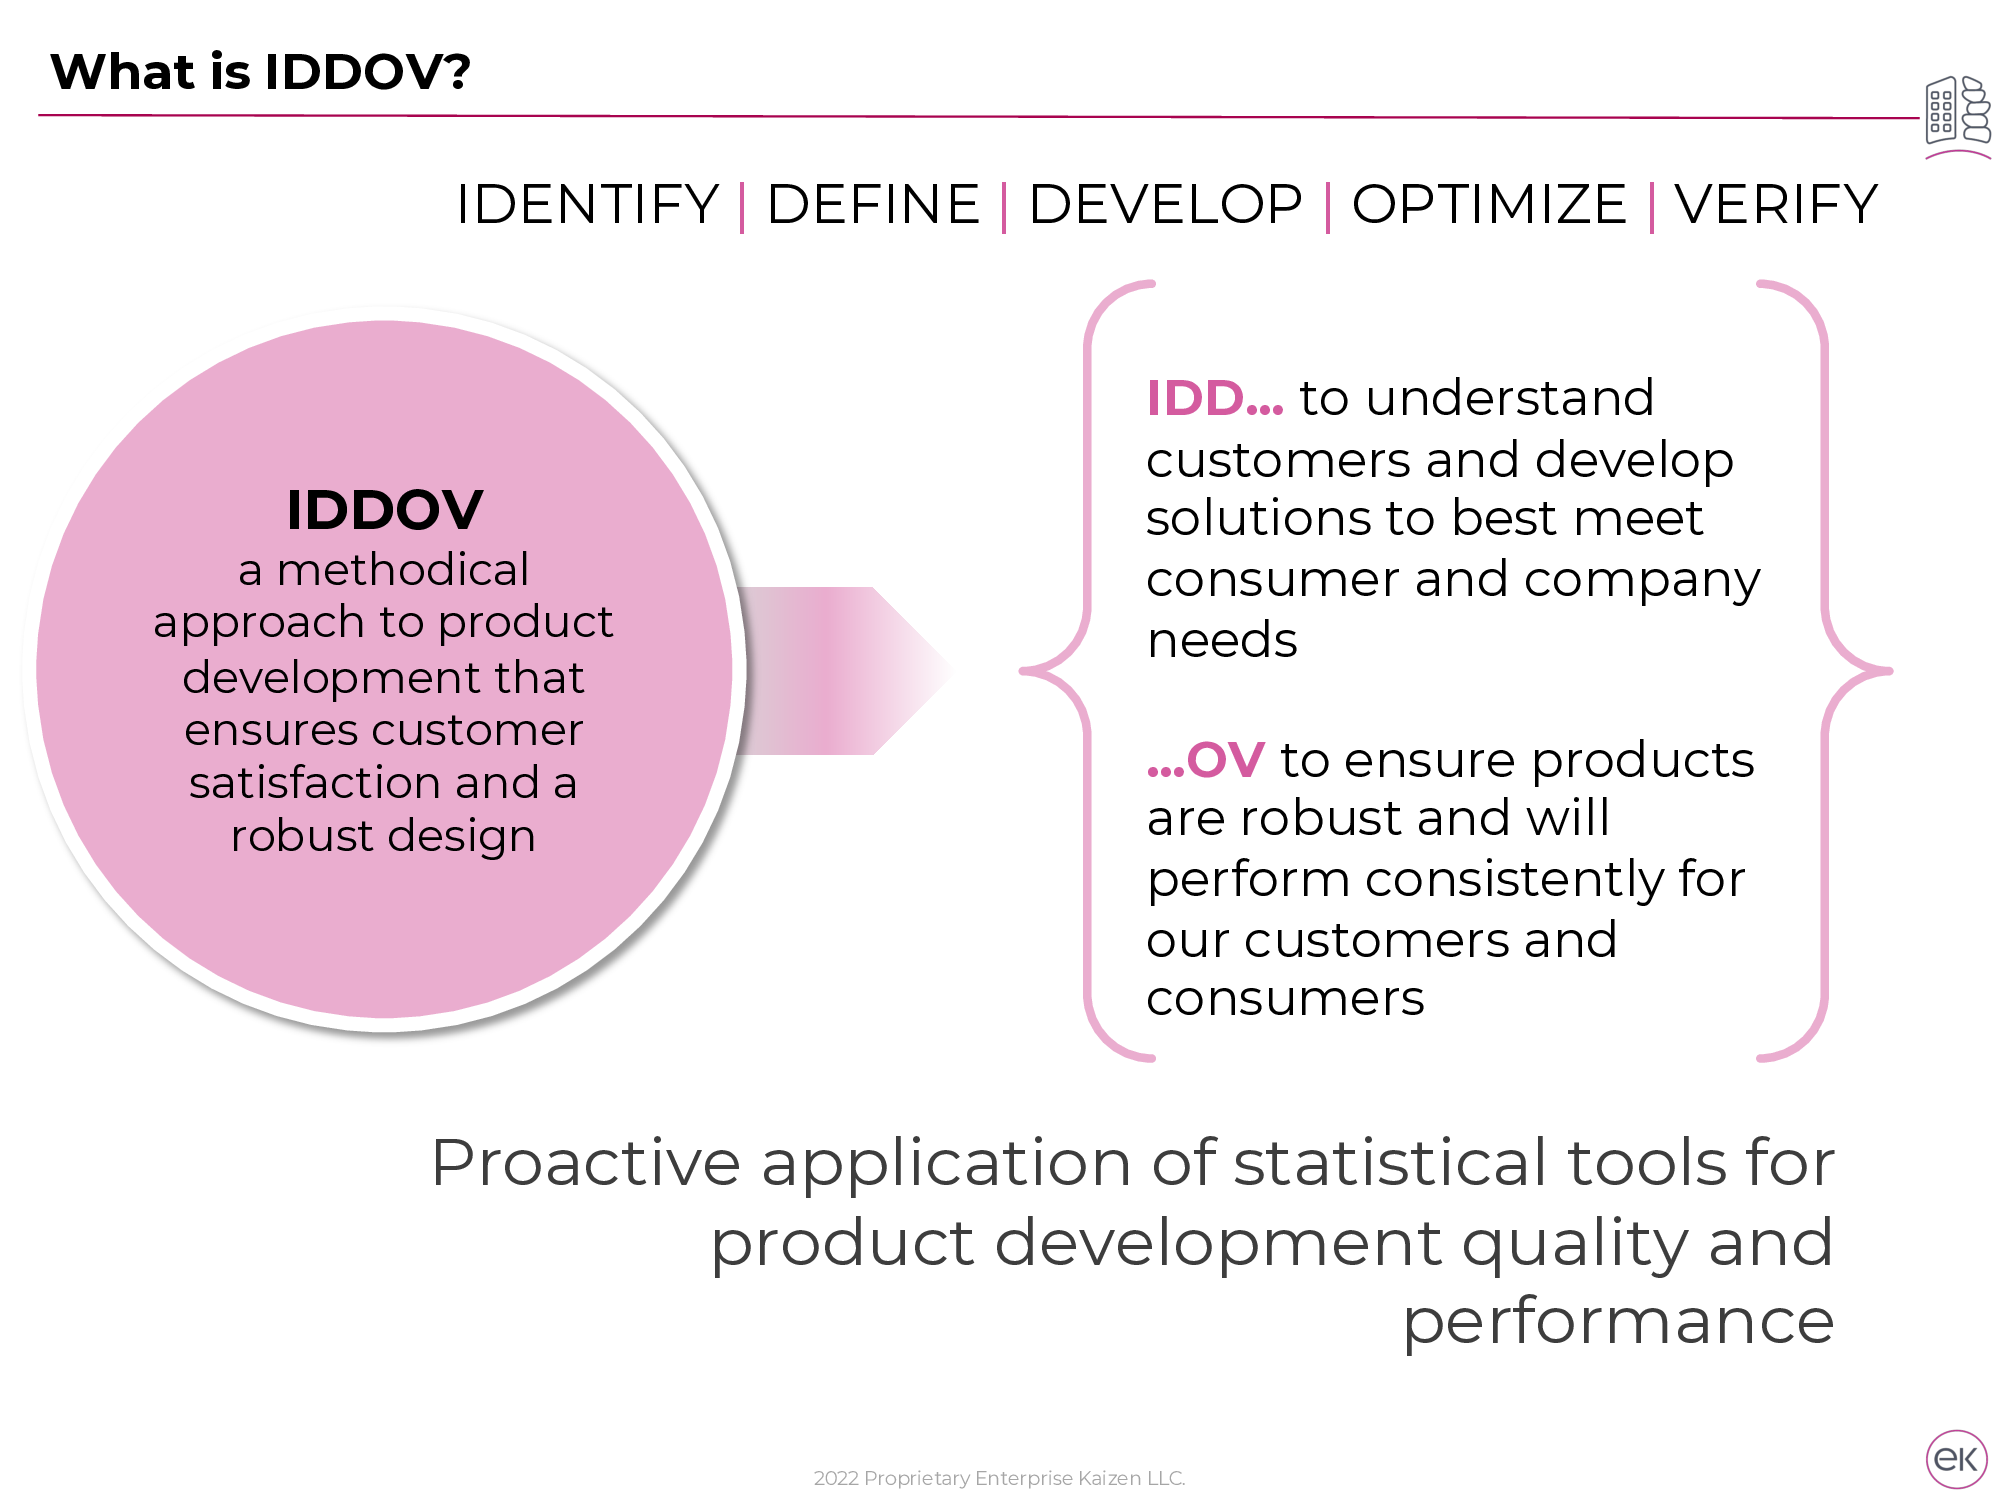 What is IDDOV?
IDENTIFY | DEFINE | DEVELOP | OPTIMIZE | VERIFY
IDDOV
a methodical
approach to product
development that
ensures customer
satisfaction and a
robust design
IDD... to understand
customers and develop
solutions to best meet
consumer and company
needs
...OV to ensure products
are robust and will
perform consistently for
our customers and
consumers
Proactive application of statistical tools for
product development quality and
performance
2022 Proprietary Enterprise Kaizen LLC.
eK